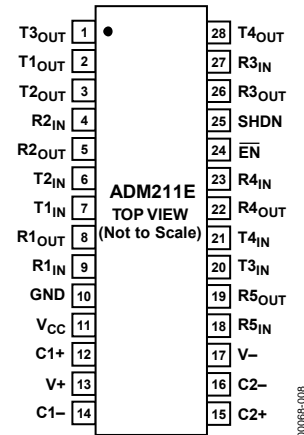 T3OUT 1 28 T4OUT
T1OUT 2 27 R3IN
T2OUT 3 26 R3OUT
R2IN 4 25 SHDN
R2OUT 5 24 E̅N̅
T2IN 6 23 R4IN
T1IN 7 22 R4OUT
R1OUT 8 21 T4IN
R1IN 9 20 T3IN
GND 10 19 R5OUT
VCC 11 18 R5IN
C1+ 12 17 V–
V+ 13 16 C2–
C1– 14 15 C2+
ADM211E
TOP VIEW
(Not to Scale)
00068-008